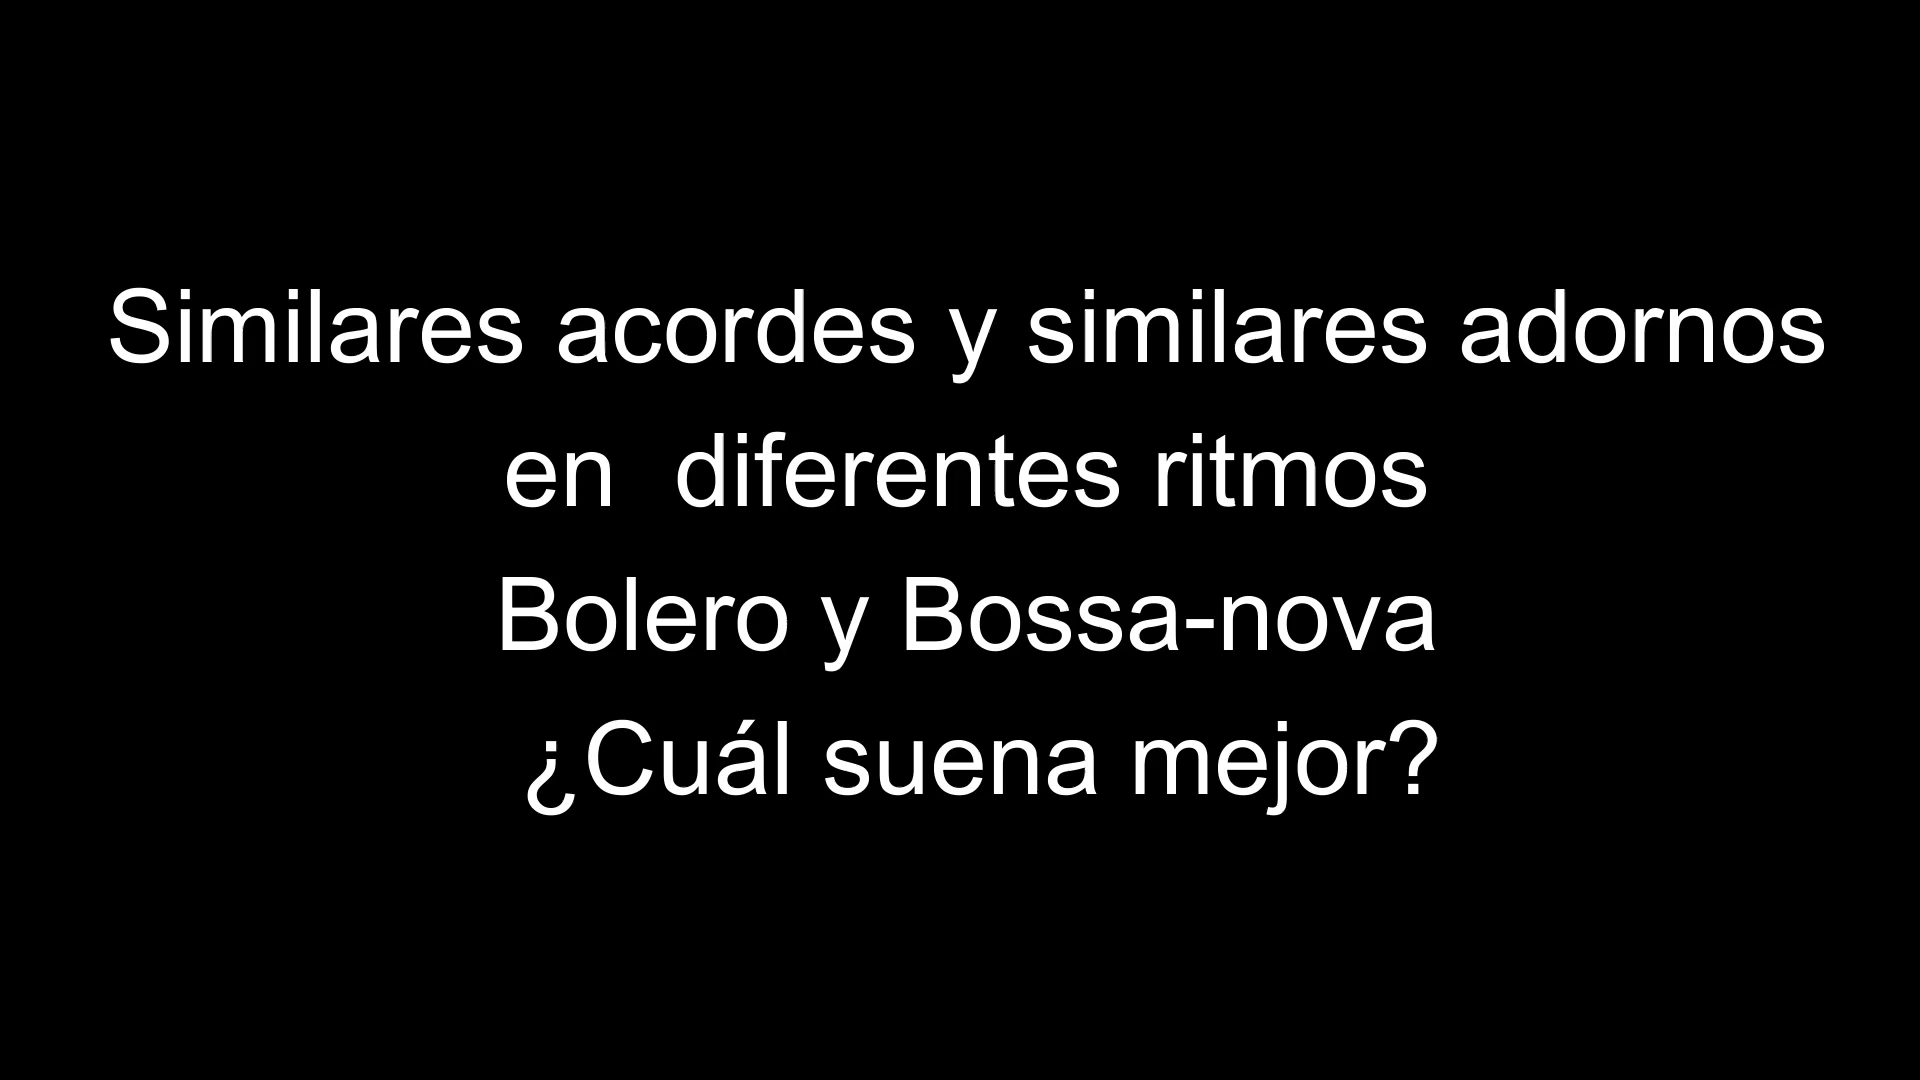 Similares acordes y similares adornos
en  diferentes ritmos
Bolero y Bossa-nova
¿Cuál suena mejor?